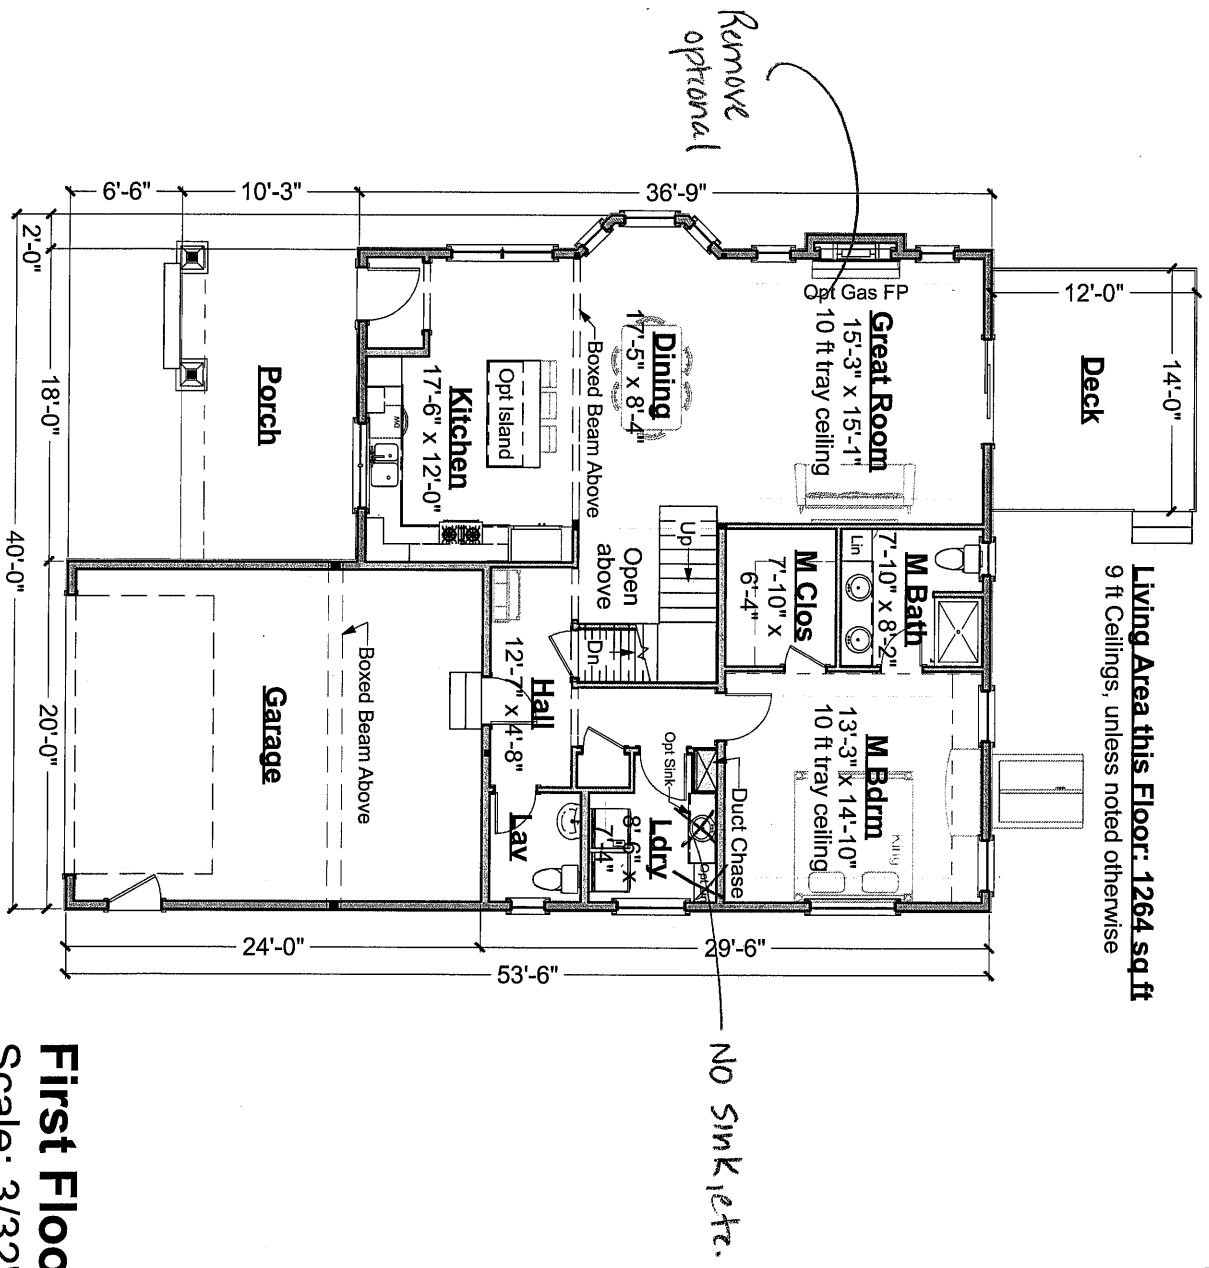 Remove
optional
6'-6"
10'-3"
36'-9"
2'-0"
18'-0"
40'-0"
20'-0"
12'-0"
14'-0"
Deck
Opt Gas FP
Great Room
15'-3" x 15'-1"
10 ft tray ceiling
Dining
17'-5" x 8'-4"
Boxed Beam Above
Kitchen
17'-6" x 12'-0"
Opt Island
DW
Porch
Up
Open
above
Dn
M Clos
7'-10" x
6'-4"
M Bath
7'-10" x 8'-2"
Lin
Living Area this Floor: 1264 sq ft
9 ft Ceilings, unless noted otherwise
M Bdrm
13'-3" x 14'-10"
10 ft tray ceiling
King
Hall
12'-7" x 4'-8"
Opt Sink
Duct Chase
Ldry
8'-6" x
7'-4"
Opt
Lav
Garage
Boxed Beam Above
24'-0"
29'-6"
53'-6"
No sink, etc.
First Floo
Scale: 3/32